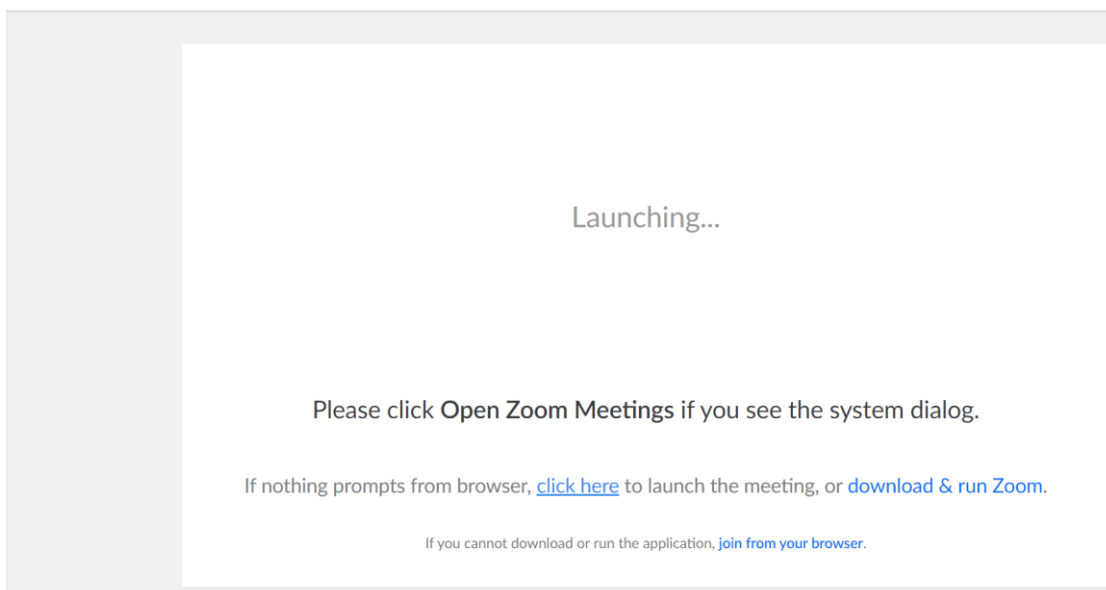 Launching...
Please click Open Zoom Meetings if you see the system dialog.
If nothing prompts from browser, click here to launch the meeting, or download & run Zoom.
If you cannot download or run the application, join from your browser.